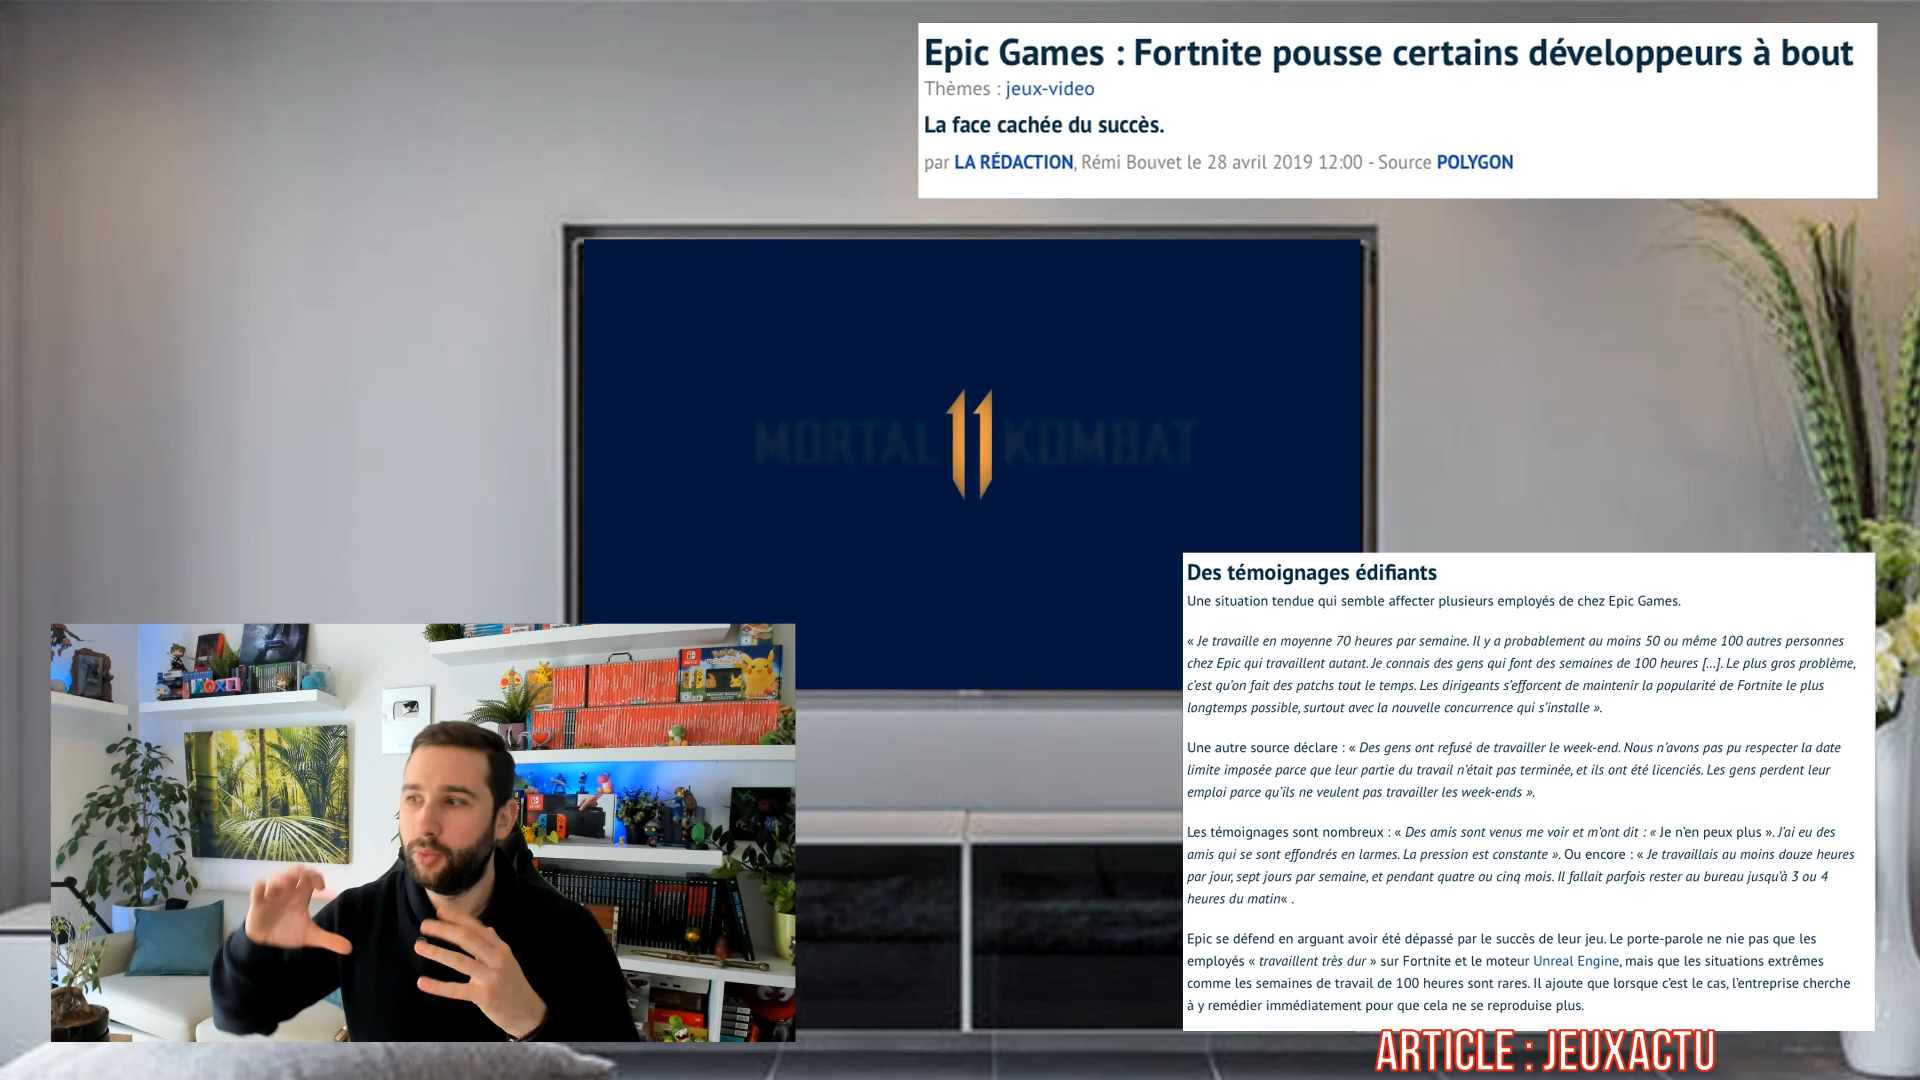 Epic Games : Fortnite pousse certains développeurs à bout
Thèmes : jeux-video
La face cachée du succès.
par LA RÉDACTION, Rémi Bouvet le 28 avril 2019 12:00 - Source POLYGON
MORTAL 11 KOMBAT
Des témoignages édifiants
Une situation tendue qui semble affecter plusieurs employés de chez Epic Games.
« Je travaille en moyenne 70 heures par semaine. Il y a probablement au moins 50 ou même 100 autres personnes
chez Epic qui travaillent autant. Je connais des gens qui font des semaines de 100 heures [...]. Le plus gros problème,
c'est qu'on fait des patchs tout le temps. Les dirigeants s'efforcent de maintenir la popularité de Fortnite le plus
longtemps possible, surtout avec la nouvelle concurrence qui s'installe ».
Une autre source déclare : « Des gens ont refusé de travailler le week-end. Nous n'avons pas pu respecter la date
limite imposée parce que leur partie du travail n'était pas terminée, et ils ont été licenciés. Les gens perdent leur
emploi parce qu'ils ne veulent pas travailler les week-ends ».
Les témoignages sont nombreux : « Des amis sont venus me voir et m'ont dit : « Je n'en peux plus ». J'ai eu des
amis qui se sont effondrés en larmes. La pression est constante ». Ou encore : « Je travaillais au moins douze heures
par jour, sept jours par semaine, et pendant quatre ou cinq mois. Il fallait parfois rester au bureau jusqu'à 3 ou 4
heures du matin« .
Epic se défend en arguant avoir été dépassé par le succès de leur jeu. Le porte-parole ne nie pas que les
employés « travaillent très dur » sur Fortnite et le moteur Unreal Engine, mais que les situations extrêmes
comme les semaines de travail de 100 heures sont rares. Il ajoute que lorsque c'est le cas, l'entreprise cherche
à y remédier immédiatement pour que cela ne se reproduise plus.
ARTICLE : JEUXACTU